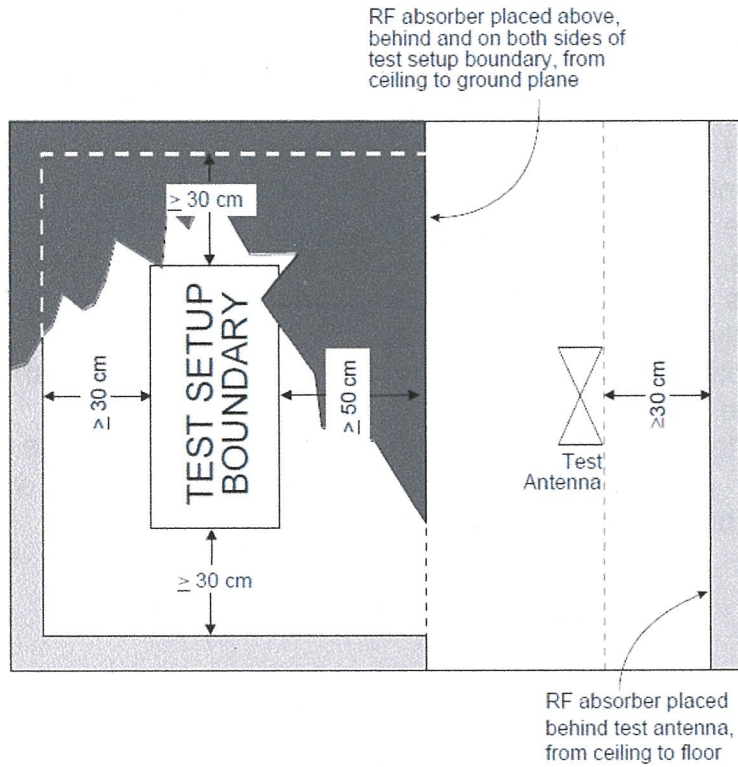 RF absorber placed above,
behind and on both sides of
test setup boundary, from
ceiling to ground plane
≥ 30 cm
TEST SETUP
BOUNDARY
≥ 30 cm
≥ 50 cm
≥30 cm
Test
Antenna
≥ 30 cm
RF absorber placed
behind test antenna,
from ceiling to floor